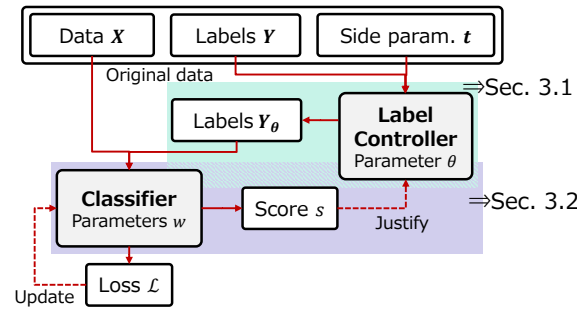 Data X
Labels Y
Side param. t
Original data
⇒Sec. 3.1
Labels Y_θ
Label
Controller
Parameter θ
Classifier
Parameters w
Score s
⇒Sec. 3.2
Justify
Update
Loss ℒ